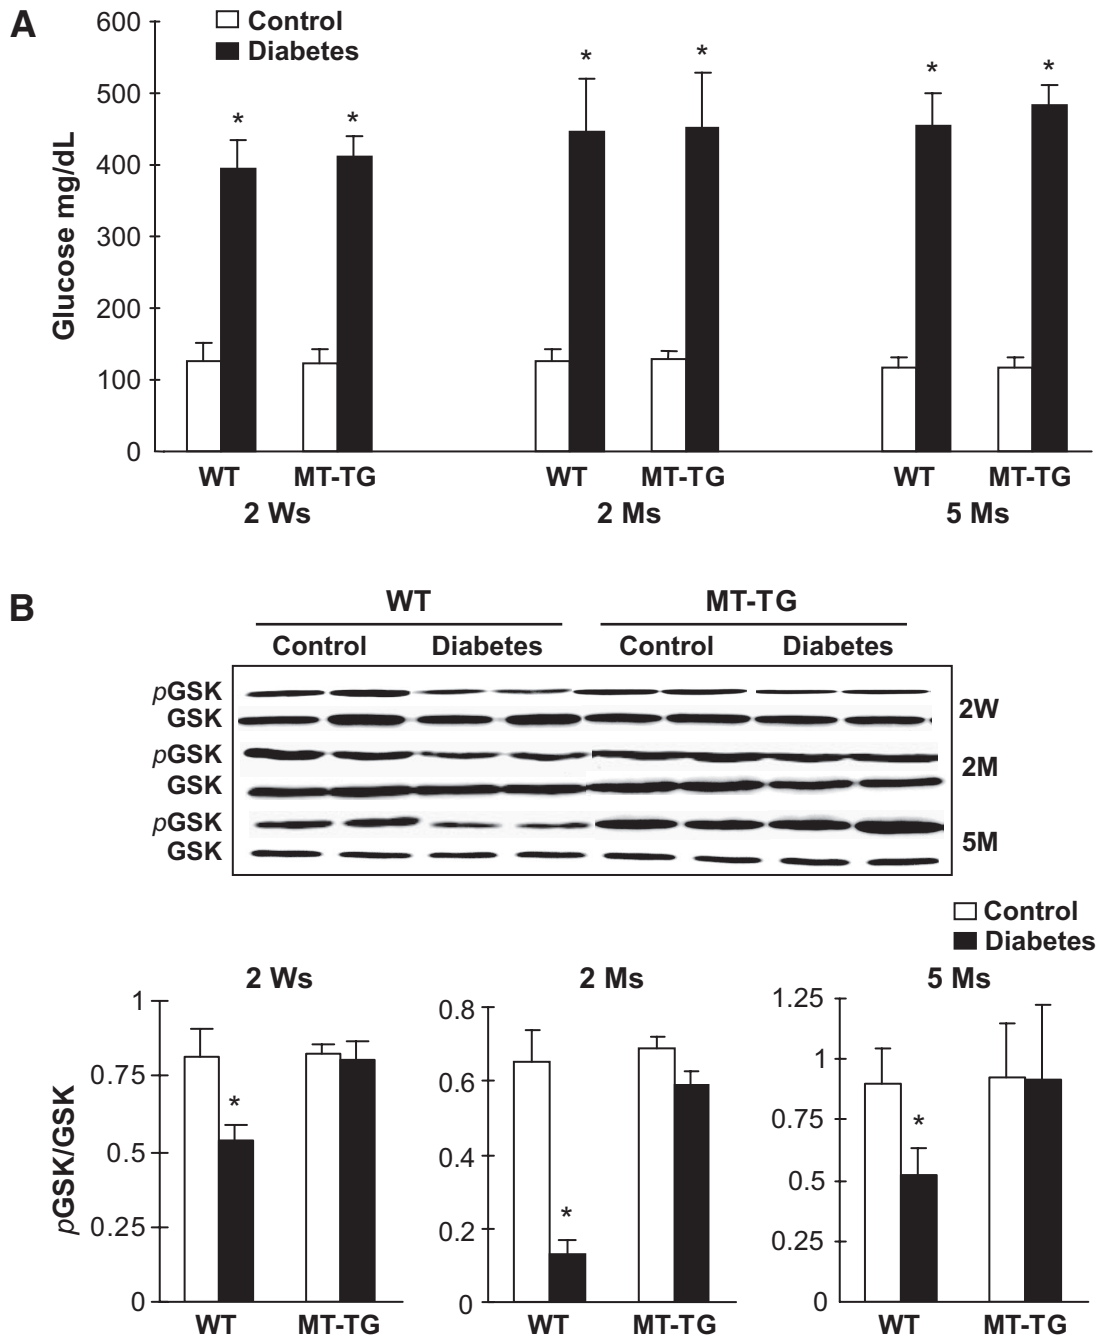 A
Control
Diabetes
600
500
400
300
200
100
0
Glucose mg/dL
* * * * * *
WT MT-TG WT MT-TG WT MT-TG
2 Ws 2 Ms 5 Ms
B
WT MT-TG
Control Diabetes Control Diabetes
pGSK
GSK
2W
pGSK
GSK
2M
pGSK
GSK
5M
Control
Diabetes
2 Ws
1
0.75
0.5
0.25
0
pGSK/GSK
*
WT MT-TG
2 Ms
0.8
0.6
0.4
0.2
0
*
WT MT-TG
5 Ms
1.25
1
0.75
0.5
0.25
0
*
WT MT-TG